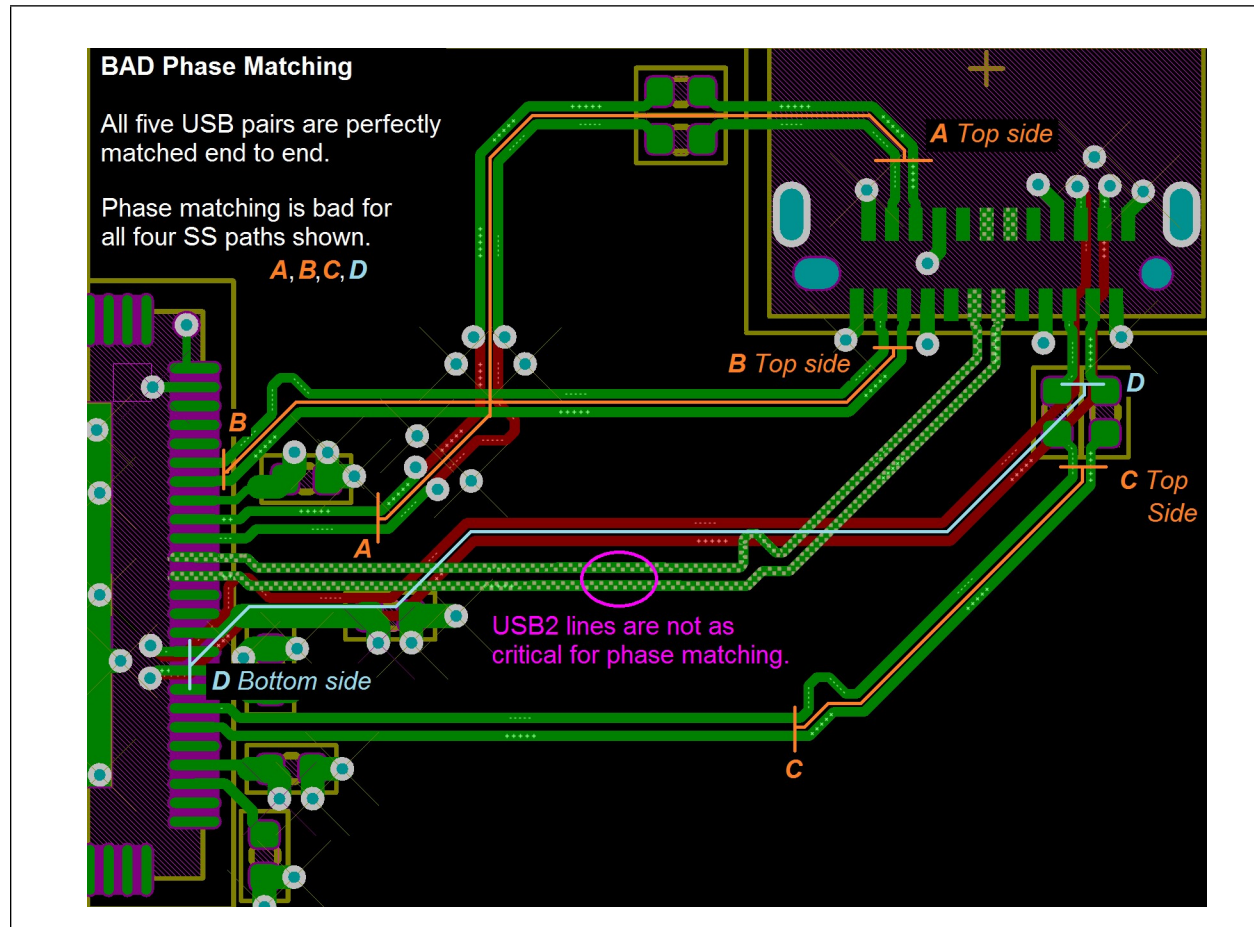 BAD Phase Matching
All five USB pairs are perfectly
matched end to end.
Phase matching is bad for
all four SS paths shown.
A, B, C, D
A Top side
B Top side
B
D
C Top
Side
A
USB2 lines are not as
critical for phase matching.
D Bottom side
C